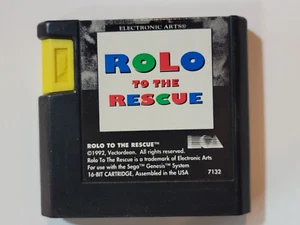 ELECTRONIC ARTS®
ROLO
TO THE
RESCUE
ROLO TO THE RESCUE™
©1992, Vectordean. All rights reserved.
Rolo To The Rescue is a trademark of Electronic Arts
For use with the Sega® Genesis™ System
16-BIT CARTRIDGE, Assembled in the USA 7132